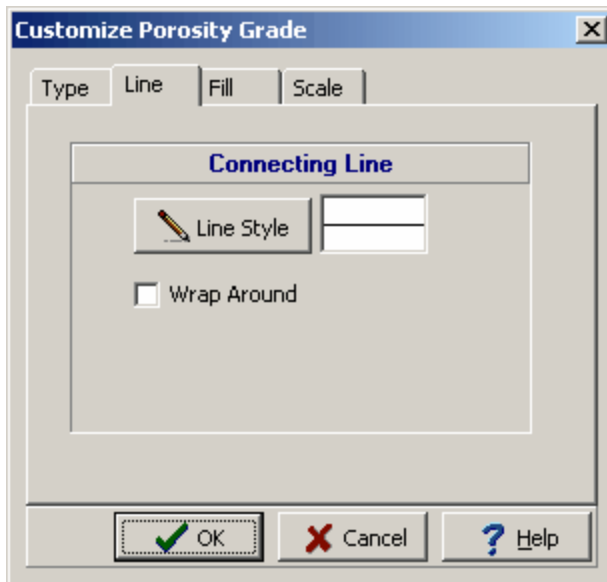 Customize Porosity Grade
Type Line Fill Scale
Connecting Line
Line Style
Wrap Around
OK Cancel Help